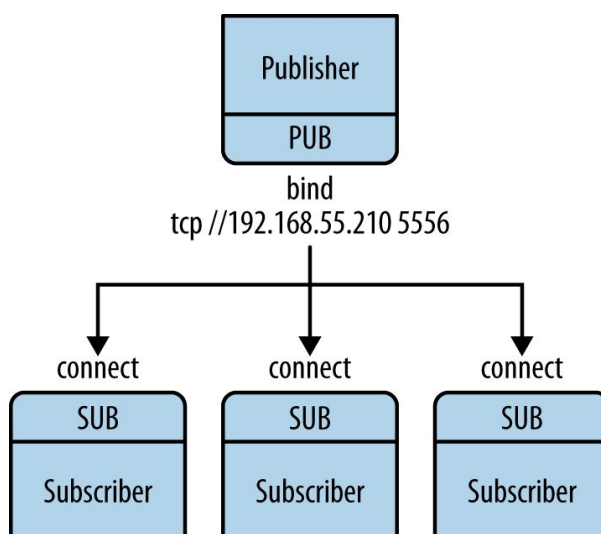 Publisher
PUB
bind
tcp //192.168.55.210 5556
connect connect connect
SUB SUB SUB
Subscriber Subscriber Subscriber